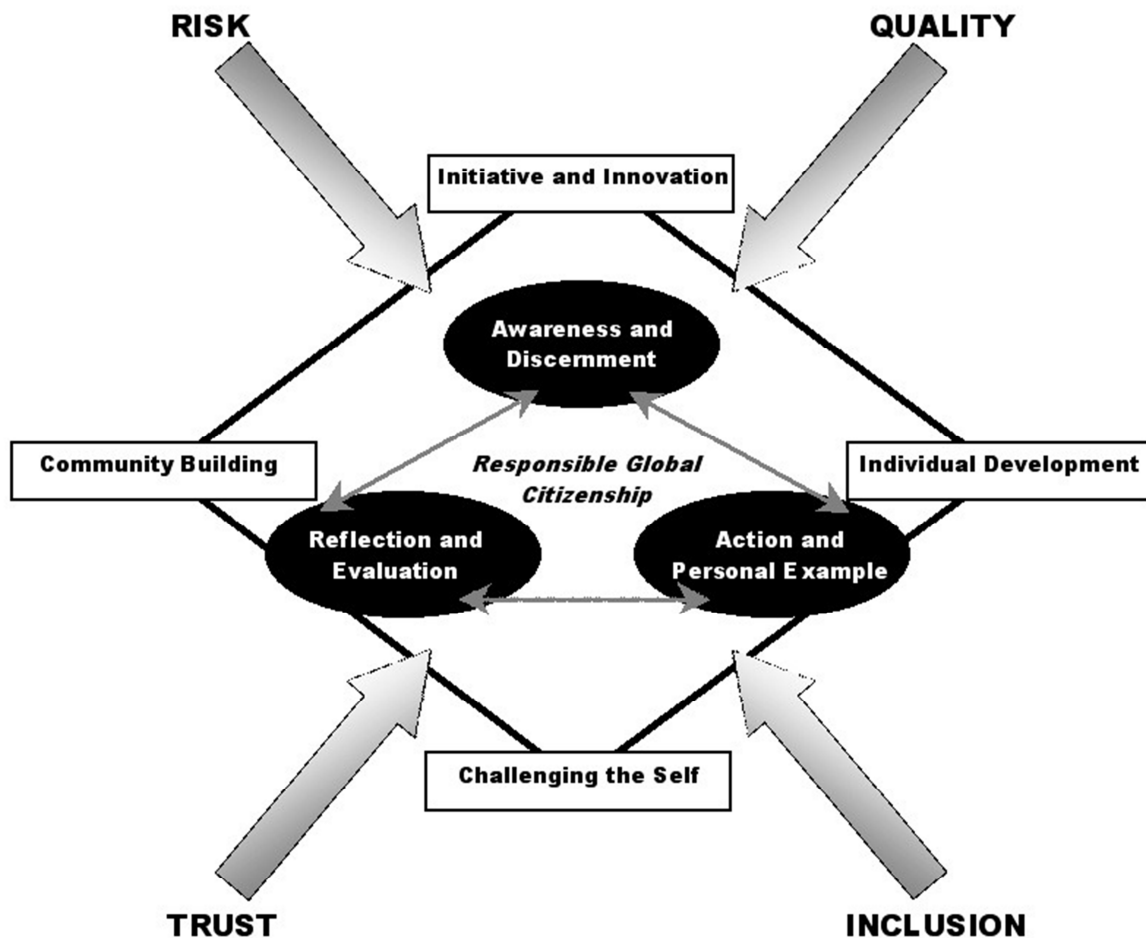 RISK
QUALITY
Initiative and Innovation
Awareness and
Discernment
Community Building
Responsible Global
Citizenship
Individual Development
Reflection and
Evaluation
Action and
Personal Example
Challenging the Self
TRUST
INCLUSION